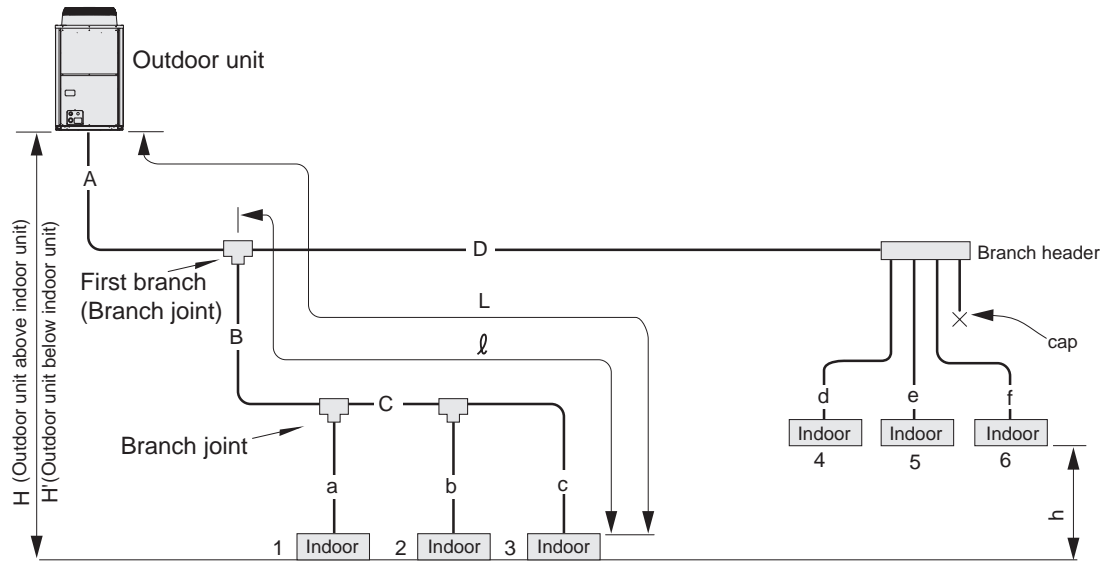 Outdoor unit
A
H (Outdoor unit above indoor unit)
H'(Outdoor unit below indoor unit)
D
Branch header
First branch
(Branch joint)
L
B
ℓ
cap
C
d
e
f
Branch joint
Indoor
Indoor
Indoor
4
5
6
a
b
c
h
1
Indoor
2
Indoor
3
Indoor